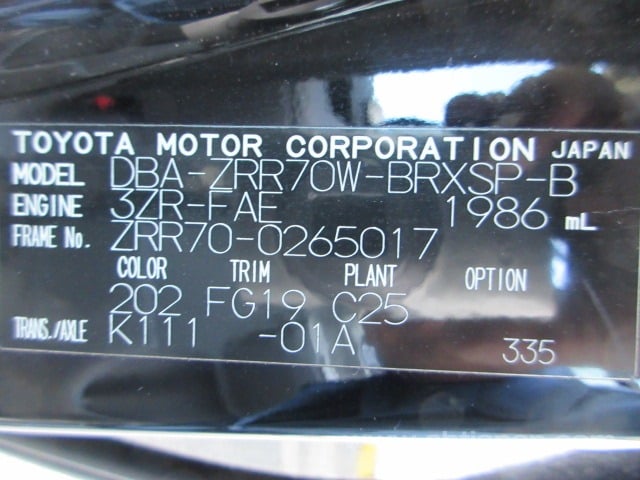 TOYOTA MOTOR CORPORATION JAPAN
MODEL DBA-ZRR70W-BRXSP-B
ENGINE 3ZR-FAE 1986 mL
FRAME No. ZRR70-0265017
COLOR TRIM PLANT OPTION
202 FG19 C25
TRANS./AXLE K111 -01A 335